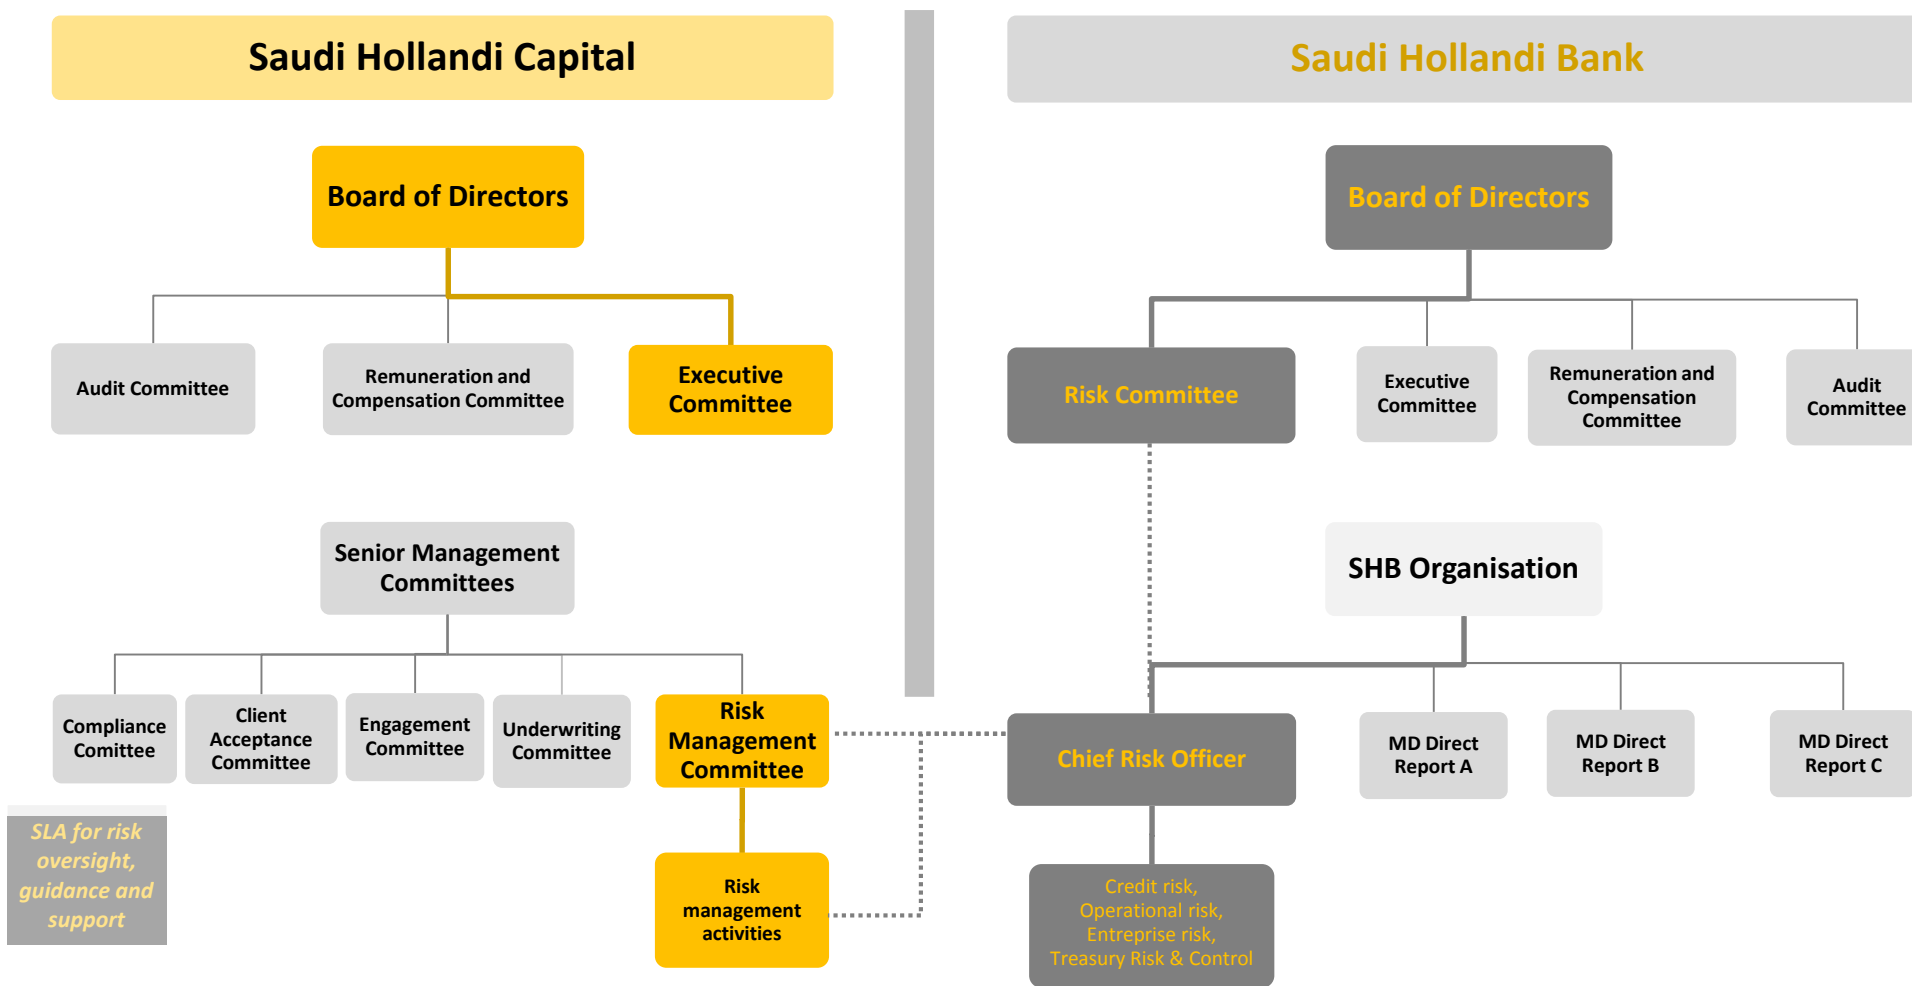 Saudi Hollandi Capital
Board of Directors
Audit Committee
Remuneration and
Compensation Committee
Executive
Committee
Senior Management
Committees
Compliance
Comittee
Client
Acceptance
Committee
Engagement
Committee
Underwriting
Committee
Risk
Management
Committee
SLA for risk
oversight,
guidance and
support
Risk
management
activities
Saudi Hollandi Bank
Board of Directors
Risk Committee
Executive
Committee
Remuneration and
Compensation
Committee
Audit
Committee
SHB Organisation
Chief Risk Officer
MD Direct
Report A
MD Direct
Report B
MD Direct
Report C
Credit risk,
Operational risk,
Entreprise risk,
Treasury Risk & Control